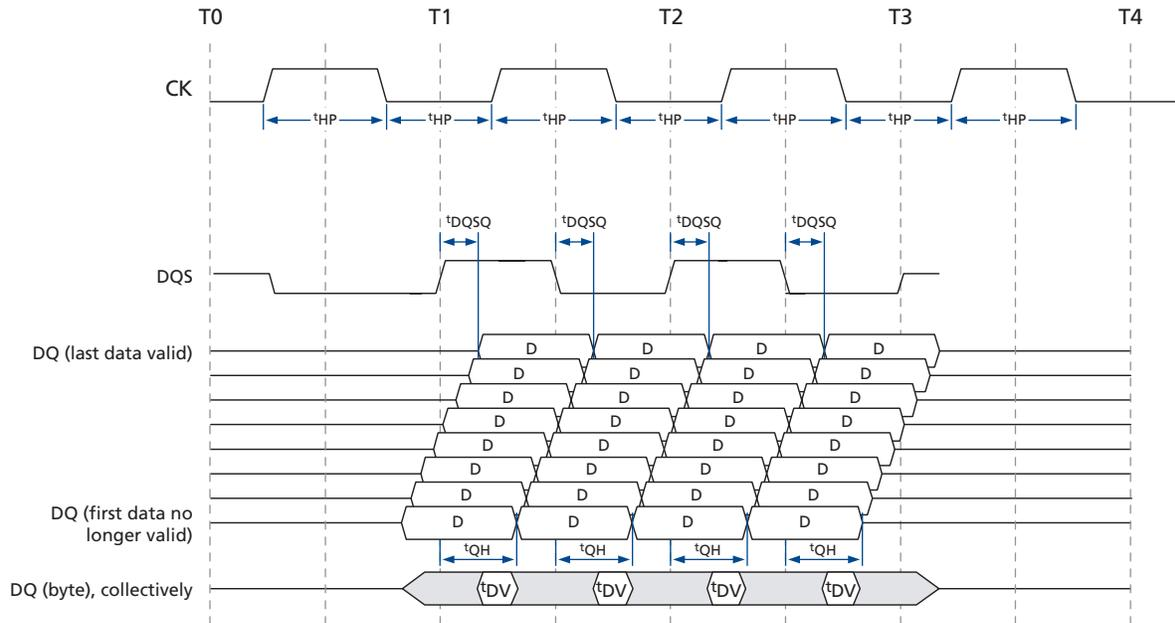 T0 T1 T2 T3 T4
CK
tHP tHP tHP tHP tHP tHP tHP
tDQSQ tDQSQ tDQSQ tDQSQ
DQS
DQ (last data valid)
D D D D
D D D D
D D D D
D D D D
D D D D
D D D D
D D D D
DQ (first data no
longer valid)
D D D D
tQH tQH tQH tQH
DQ (byte), collectively
tDV tDV tDV tDV